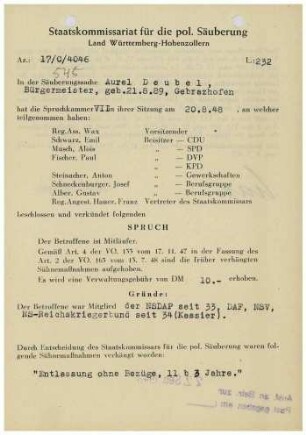 Staatskommissariat für die pol. Säuberung
Land Württemberg-Hohenzollern
Az.: 17/C/4046 L: 232
545
In der Säuberungssache Aurel Deubel,
Bürgermeister, geb.21.8.89, Gebrazhofen
hat die Spruchkammer VII in ihrer Sitzung am 20.8.48 , an welcher
teilgenommen haben:
Reg.Ass. Wax Vorsitzender
Schwarz, Emil Beisitzer — CDU
Musch, Alois „ — SPD
Fischer, Paul „ — DVP
„ — KPD
Steinacher, Anton „ — Gewerkschaften
Schneckenburger, Josef „ — Berufsgruppe
Alber, Gustav „ — Berufsgruppe
Reg.Angest. Hauer, Franz Vertreter des Staatskommissars
beschlossen und verkündet folgenden
SPRUCH
Der Betroffene ist Mitläufer.
Gemäß Art. 4 der VO. 133 vom 17. 11. 47 in der Fassung des
Art. 2 der VO. 165 vom 13. 7. 48 sind die früher verhängten
Sühnemaßnahmen aufgehoben.
Es wird eine Verwaltungsgebühr von DM 10.— erhoben.
Gründe:
Der Betroffene war Mitglied der NSDAP seit 33, DAF, NSV,
NS-Reichskriegerbund seit 34(Kassier).
Durch Entscheidung des Staatskommissars für die pol. Säuberung waren folgende Sühnemaßnahmen verhängt worden:
"Entlassung ohne Bezüge, 11 b 3 Jahre."